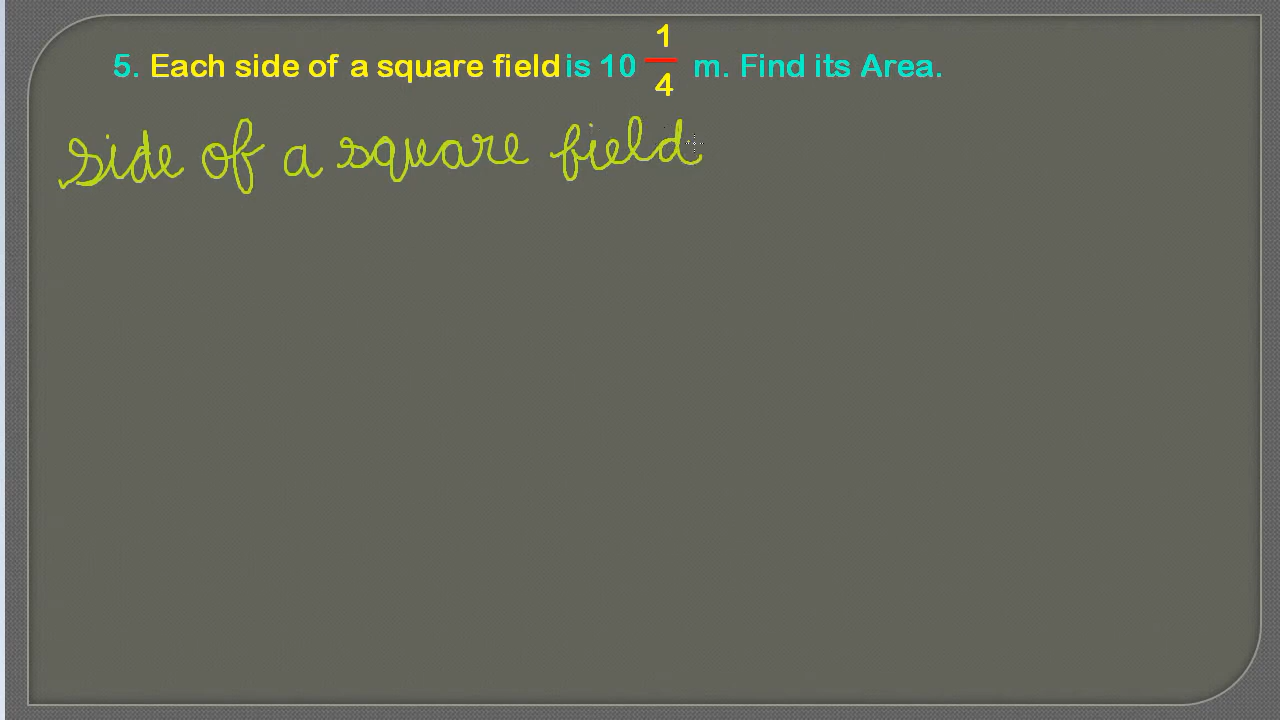 5. Each side of a square field is 10 1/4 m. Find its Area.
side of a square field